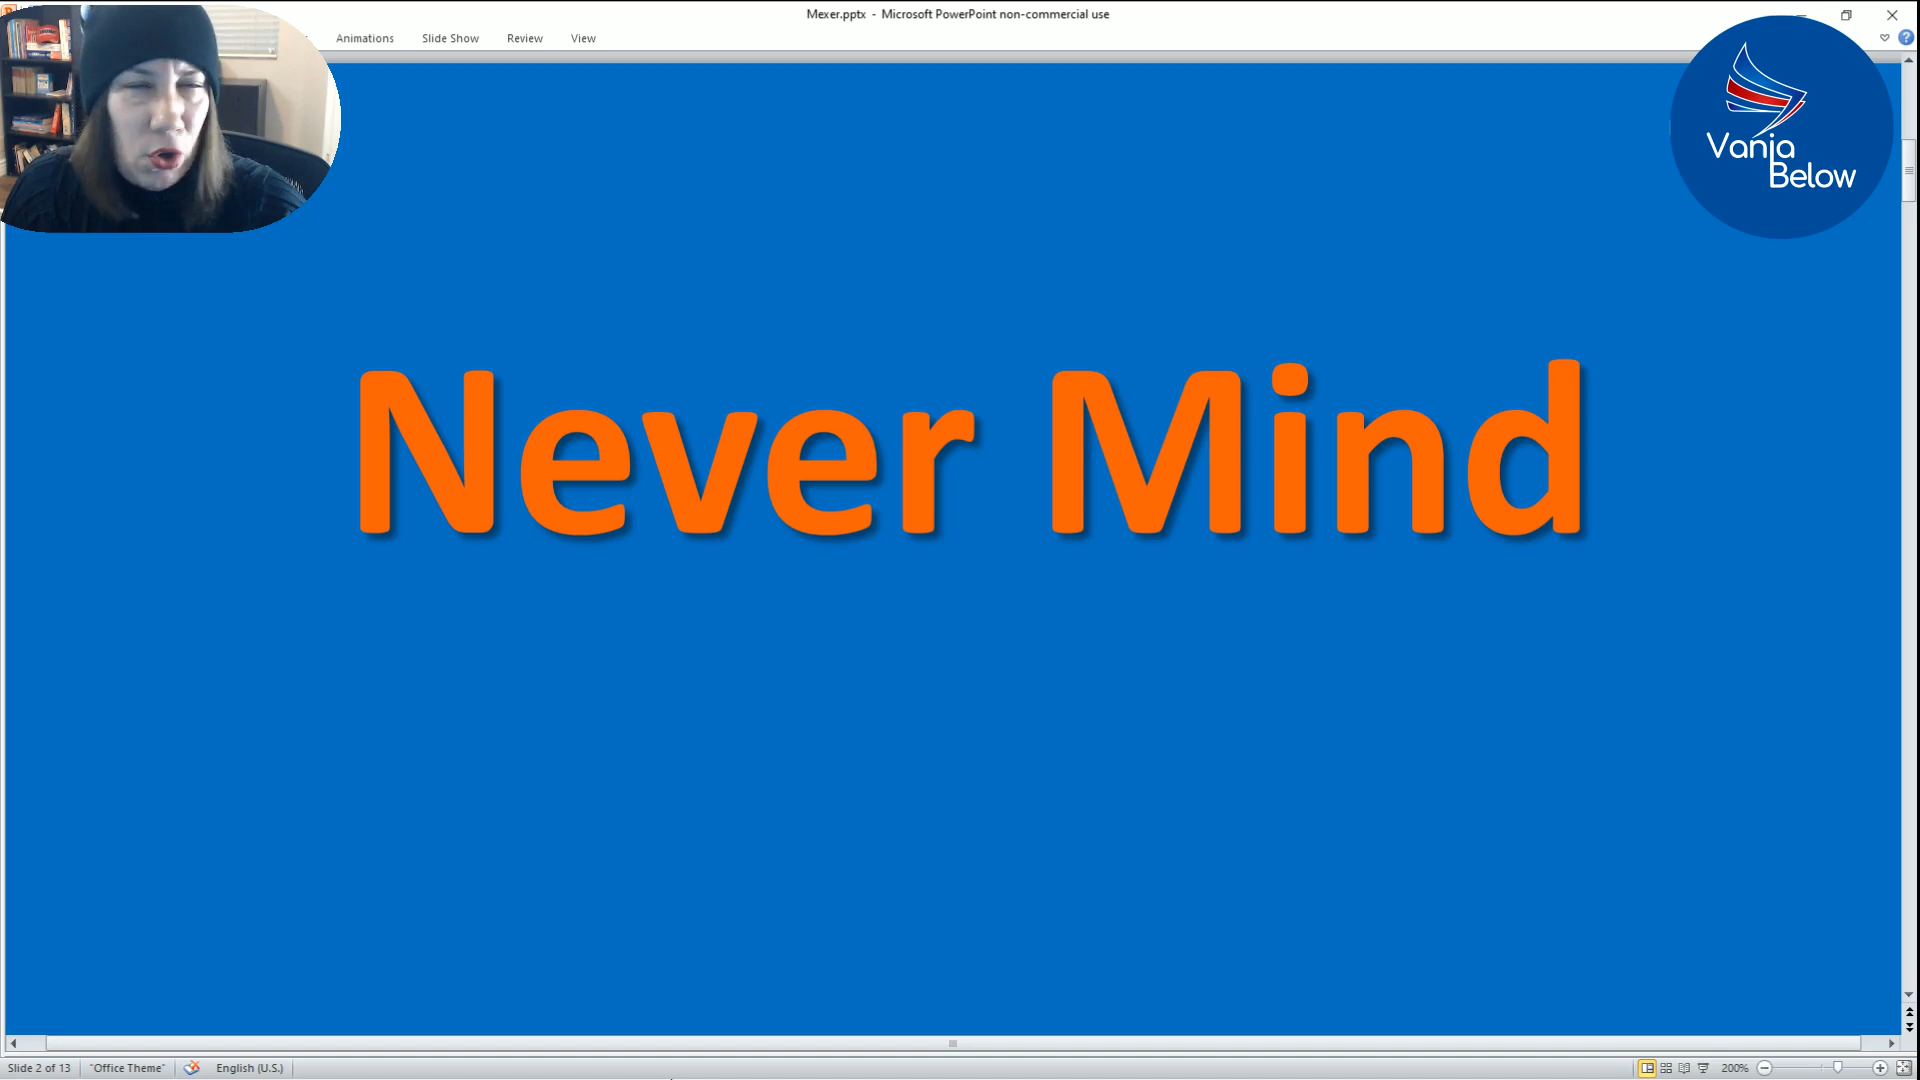 Mexer.pptx - Microsoft PowerPoint non-commercial use
Animations Slide Show Review View
Vania
Below
Never Mind
Slide 2 of 13 "Office Theme" English (U.S.) 200%